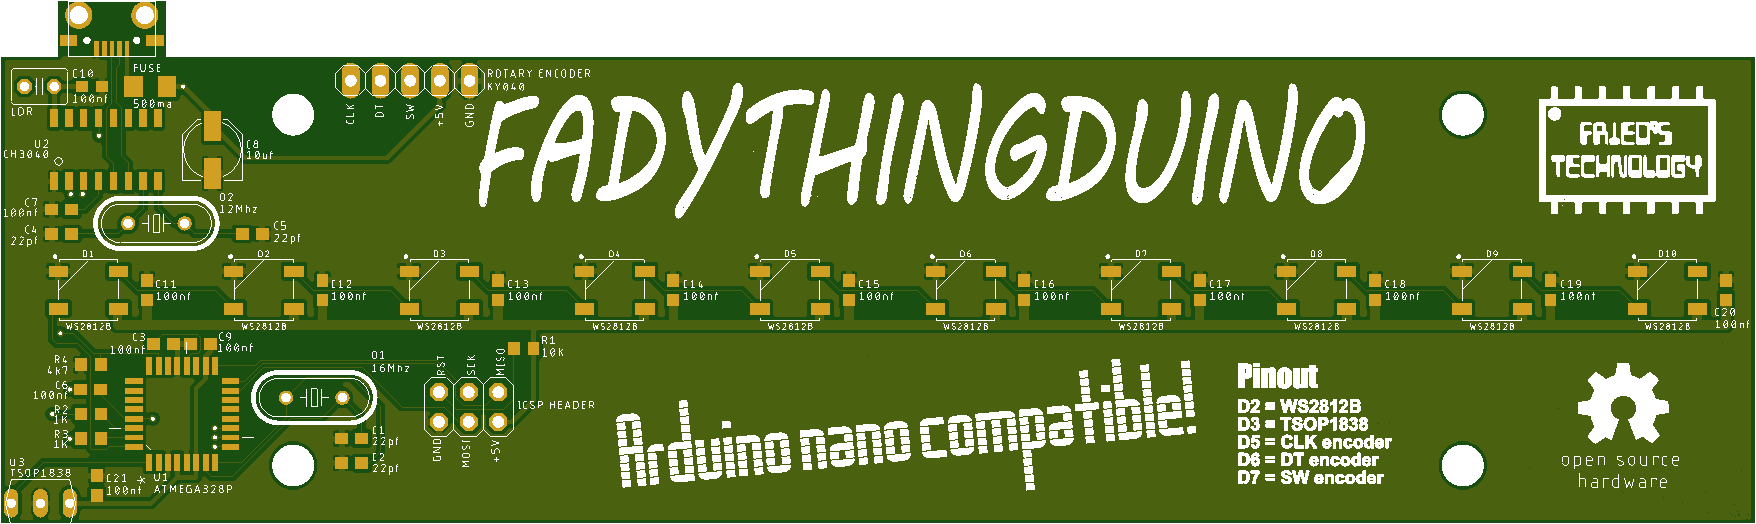 FUSE
C10
100nf
500ma
LDR
ROTARY ENCODER
KY040
CLK
DT
SW
+5V
GND
FADYTHINGDUINO
FRIED'S
TECHNOLOGY
U2
CH3040
C8
10uf
C7
100nf
C4
22pf
O2
12Mhz
C5
22pf
D1
D2
D3
D4
D5
D6
D7
D8
D9
D10
C11
100nf
C12
100nf
C13
100nf
C14
100nf
C15
100nf
C16
100nf
C17
100nf
C18
100nf
C19
100nf
C20
100nf
WS2812B
WS2812B
WS2812B
WS2812B
WS2812B
WS2812B
WS2812B
WS2812B
WS2812B
WS2812B
C3
100nf
C9
100nf
R4
4k7
C6
100nf
R2
1K
R3
1K
O1
16Mhz
R1
10K
RST
SCK
MISO
ICSP HEADER
GND
MOSI
+5V
C1
22pf
C2
22pf
U3
TSOP1838
C21
100nf
U1
ATMEGA328P
Arduino nano compatible!
Pinout
D2 = WS2812B
D3 = TSOP1838
D5 = CLK encoder
D6 = DT encoder
D7 = SW encoder
open source
hardware